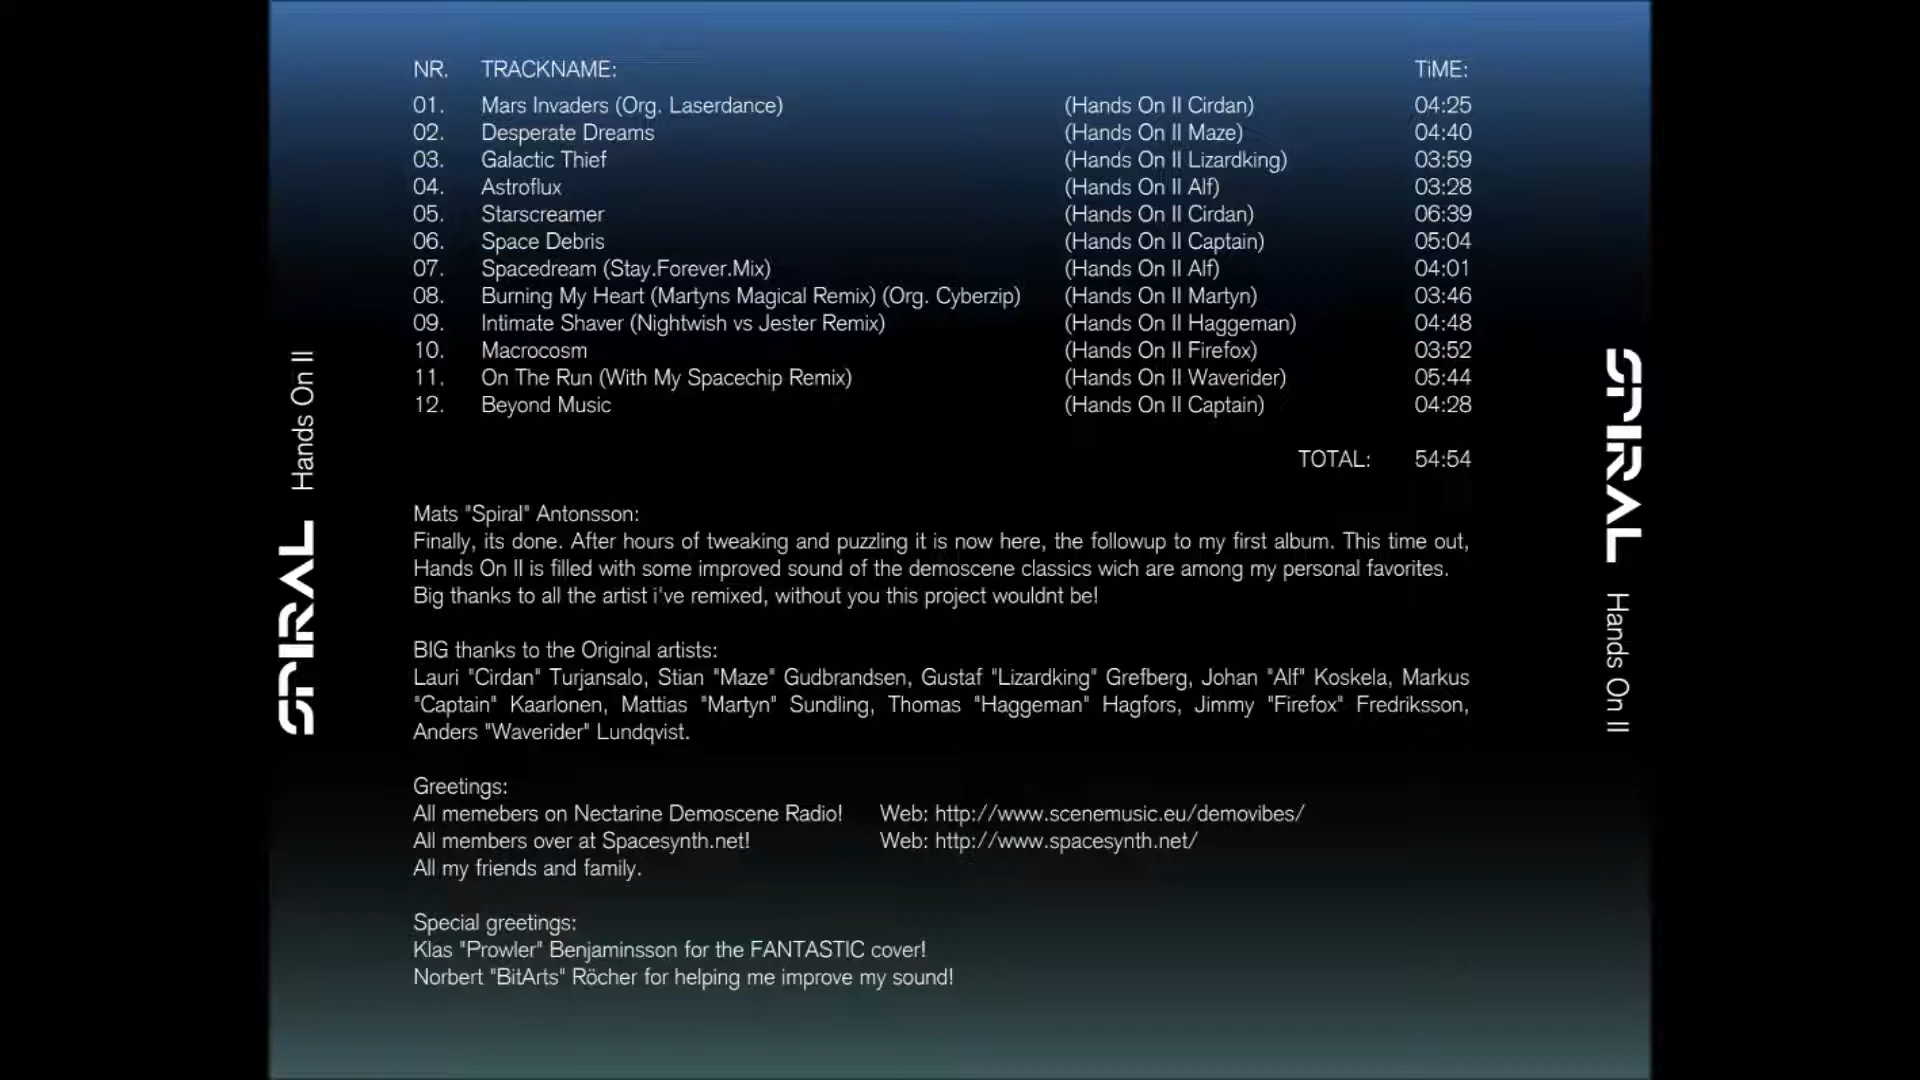 NR. TRACKNAME: TiME:
01. Mars Invaders (Org. Laserdance) (Hands On II Cirdan) 04:25
02. Desperate Dreams (Hands On II Maze) 04:40
03. Galactic Thief (Hands On II Lizardking) 03:59
04. Astroflux (Hands On II Alf) 03:28
05. Starscreamer (Hands On II Cirdan) 06:39
06. Space Debris (Hands On II Captain) 05:04
07. Spacedream (Stay.Forever.Mix) (Hands On II Alf) 04:01
08. Burning My Heart (Martyns Magical Remix) (Org. Cyberzip) (Hands On II Martyn) 03:46
09. Intimate Shaver (Nightwish vs Jester Remix) (Hands On II Haggeman) 04:48
10. Macrocosm (Hands On II Firefox) 03:52
11. On The Run (With My Spacechip Remix) (Hands On II Waverider) 05:44
12. Beyond Music (Hands On II Captain) 04:28
TOTAL: 54:54
Mats "Spiral" Antonsson:
Finally, its done. After hours of tweaking and puzzling it is now here, the followup to my first album. This time out,
Hands On II is filled with some improved sound of the demoscene classics wich are among my personal favorites.
Big thanks to all the artist i've remixed, without you this project wouldnt be!
BIG thanks to the Original artists:
Lauri "Cirdan" Turjansalo, Stian "Maze" Gudbrandsen, Gustaf "Lizardking" Grefberg, Johan "Alf" Koskela, Markus
"Captain" Kaarlonen, Mattias "Martyn" Sundling, Thomas "Haggeman" Hagfors, Jimmy "Firefox" Fredriksson,
Anders "Waverider" Lundqvist.
Greetings:
All memebers on Nectarine Demoscene Radio! Web: http://www.scenemusic.eu/demovibes/
All members over at Spacesynth.net! Web: http://www.spacesynth.net/
All my friends and family.
Special greetings:
Klas "Prowler" Benjaminsson for the FANTASTIC cover!
Norbert "BitArts" Röcher for helping me improve my sound!
SPIRAL Hands On II
SPIRAL Hands On II